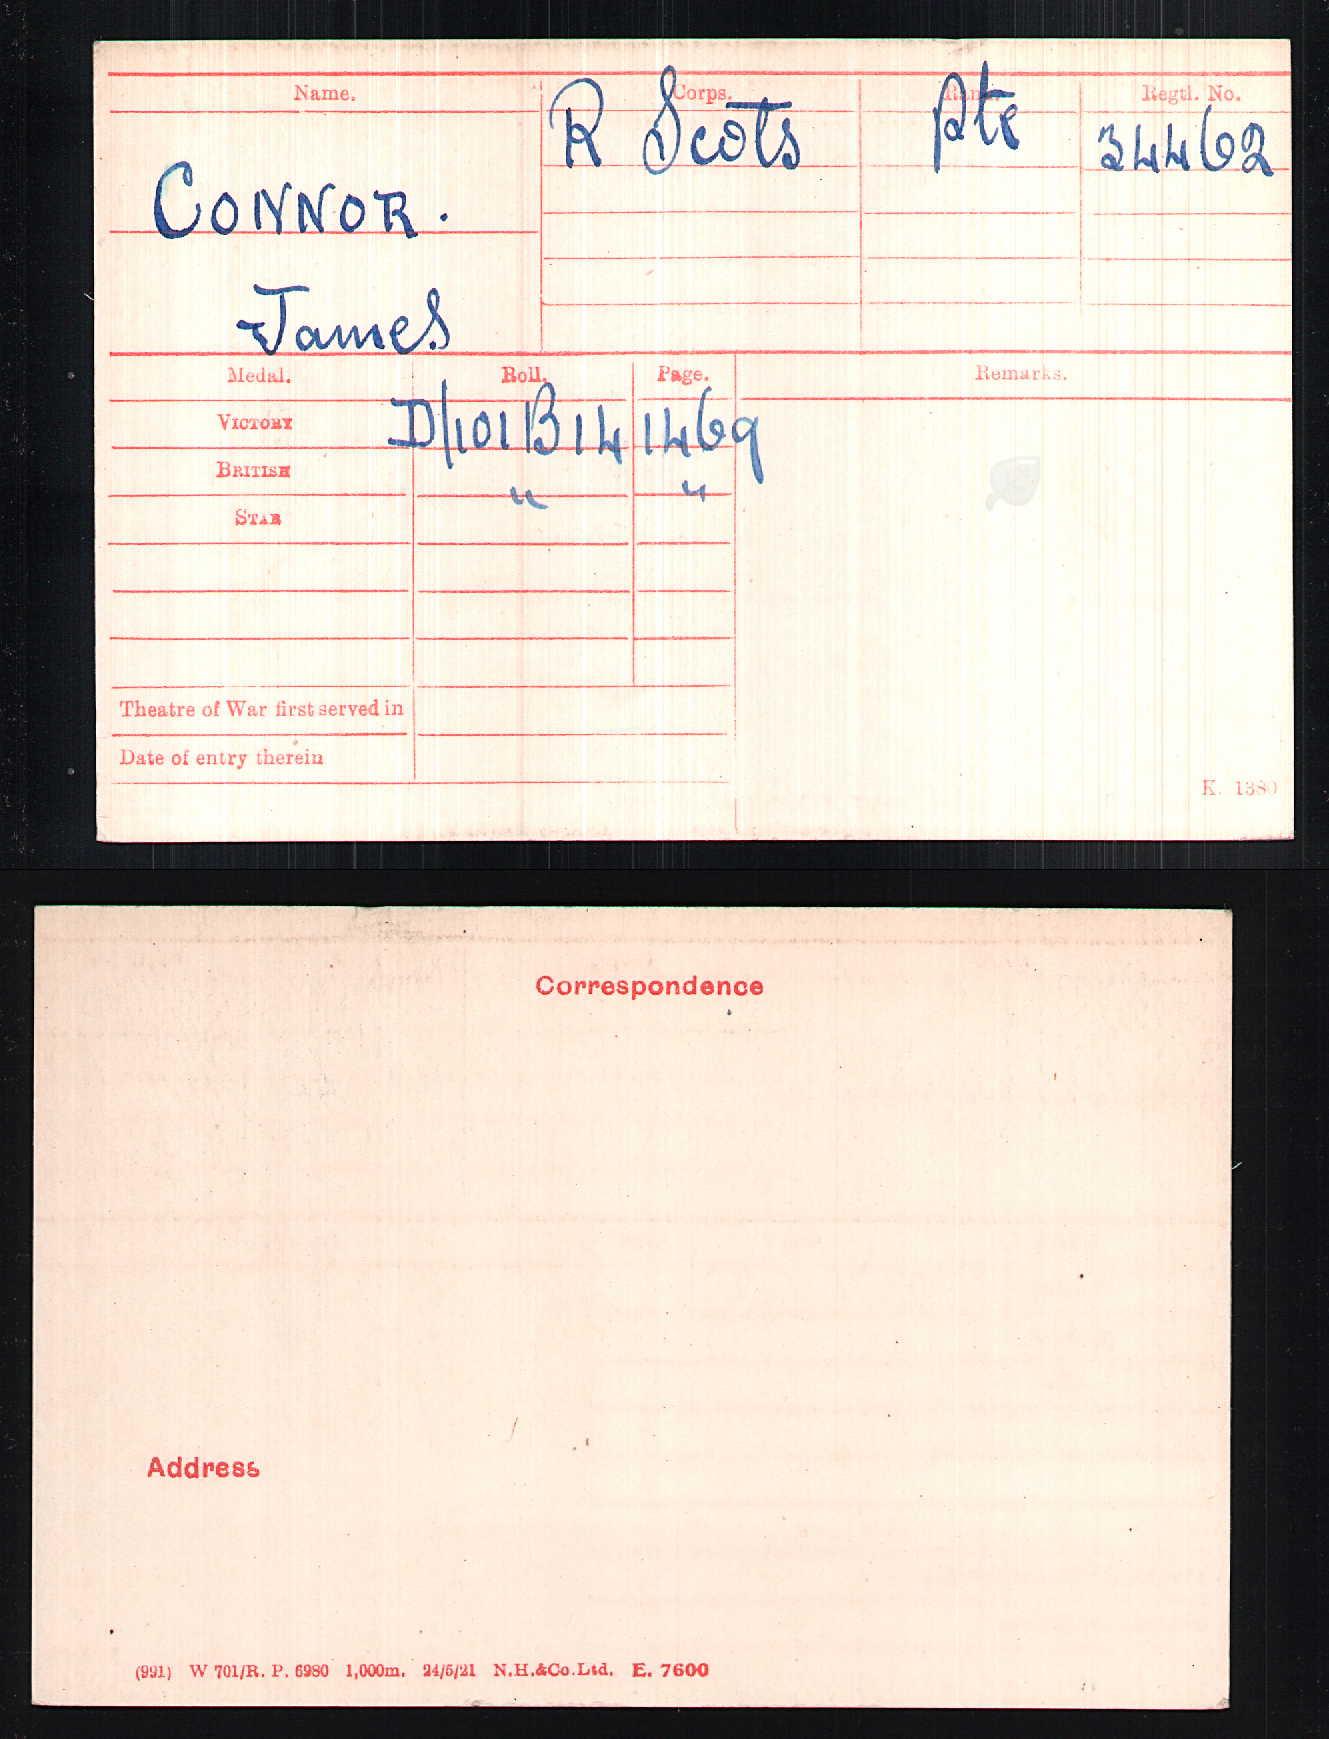 Name. Corps. Rank. Regtl. No.
R Scots Pte 34462
CONNOR.
James
Medal. Roll. Page. Remarks.
VICTORY D/101B14 1469
BRITISH " "
STAR
Theatre of War first served in
Date of entry therein
K. 1380
Correspondence
Address
(991) W 701/R. P. 6980 1,000m. 24/5/21 N.H.&Co.Ltd. E. 7600